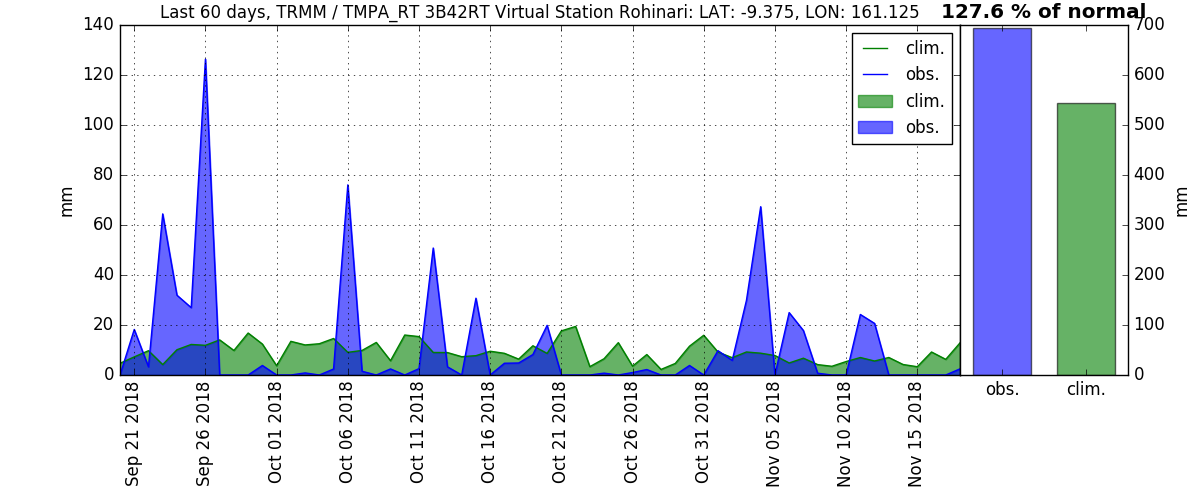 Last 60 days, TRMM / TMPA_RT 3B42RT Virtual Station Rohinari: LAT: -9.375, LON: 161.125
127.6 % of normal
140
120
100
80
60
40
20
0
mm
clim.
obs.
clim.
obs.
700
600
500
400
300
200
100
0
mm
Sep 21 2018
Sep 26 2018
Oct 01 2018
Oct 06 2018
Oct 11 2018
Oct 16 2018
Oct 21 2018
Oct 26 2018
Oct 31 2018
Nov 05 2018
Nov 10 2018
Nov 15 2018
obs.
clim.